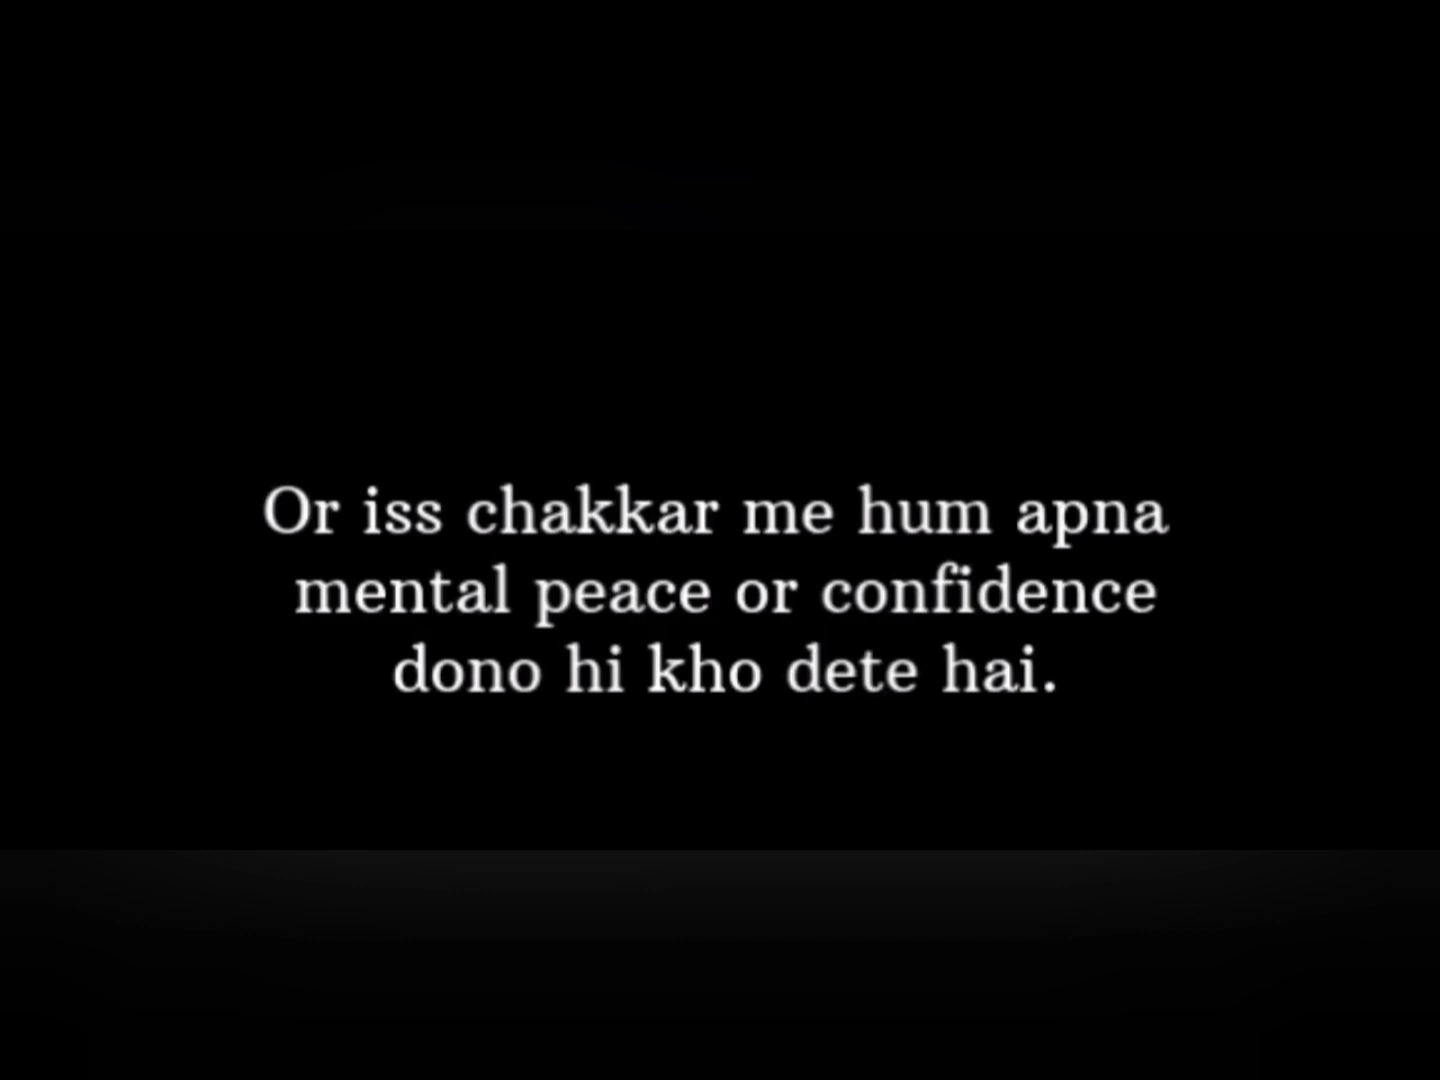 Or iss chakkar me hum apna
mental peace or confidence
dono hi kho dete hai.